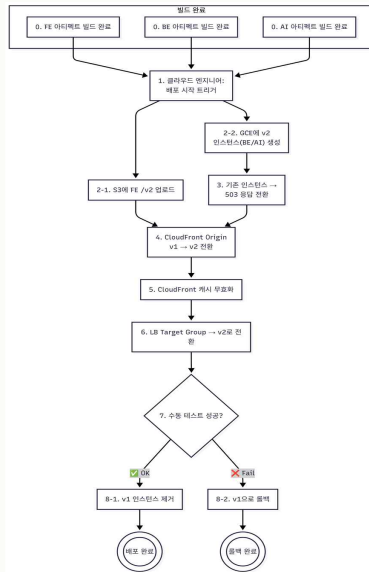 빌드 완료
0. FE 아티팩트 빌드 완료
0. BE 아티팩트 빌드 완료
0. AI 아티팩트 빌드 완료
1. 클라우드 엔지니어:
배포 시작 트리거
2-2. GCE에 v2
인스턴스(BE/AI) 생성
2-1. S3에 FE /v2 업로드
3. 기존 인스턴스 →
503 응답 전환
4. CloudFront Origin
v1 → v2 전환
5. CloudFront 캐시 무효화
6. LB Target Group → v2로 전
환
7. 수동 테스트 성공?
✅ OK
❌ Fail
8-1. v1 인스턴스 제거
8-2. v1으로 롤백
배포 완료
롤백 완료